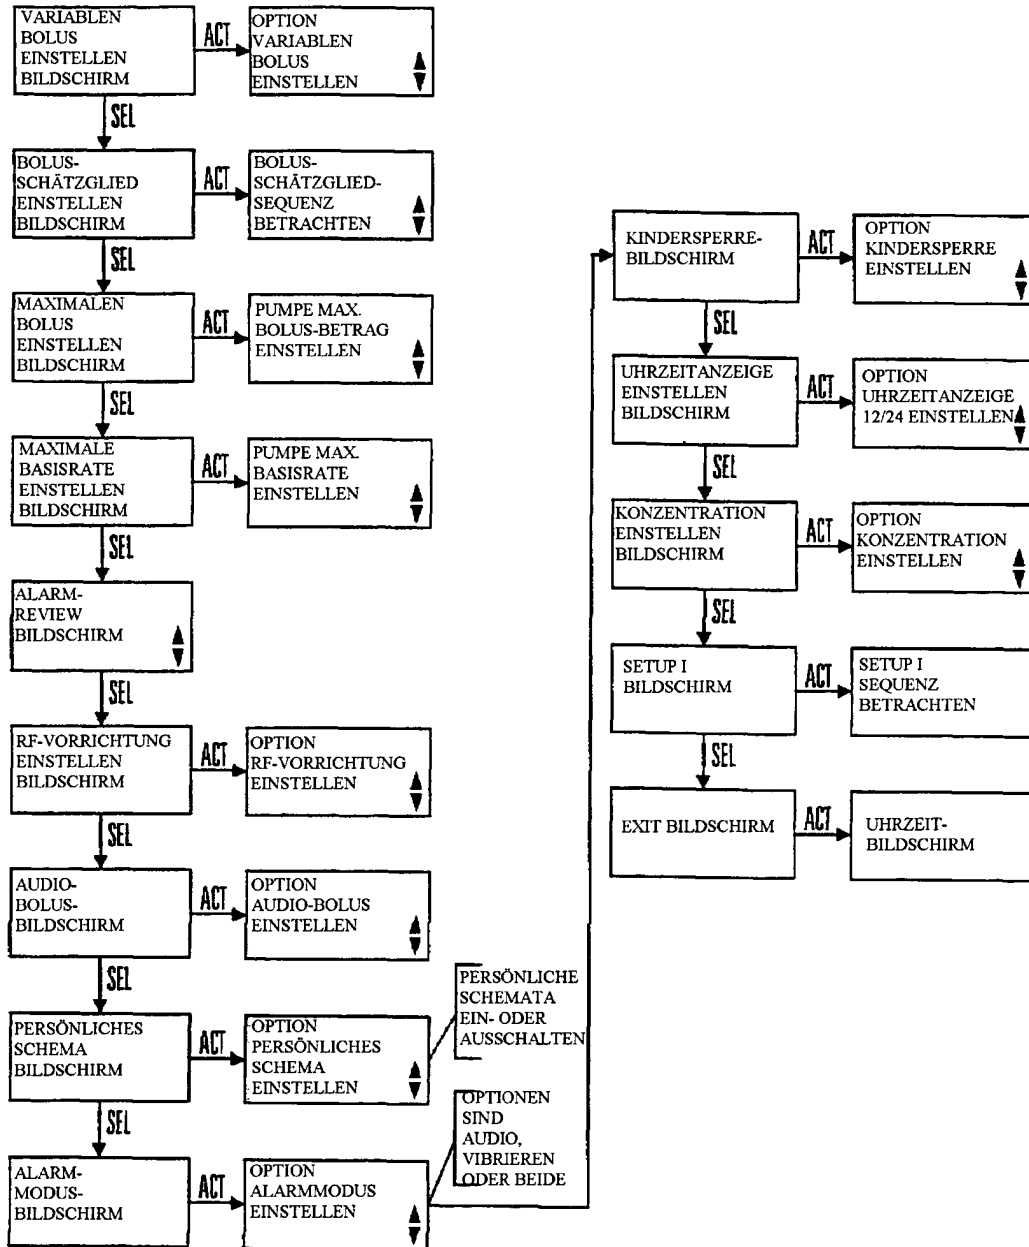 VARIABLEN
BOLUS
EINSTELLEN
BILDSCHIRM
ACT
OPTION
VARIABLEN
BOLUS
EINSTELLEN
SEL
BOLUS-
SCHÄTZGLIED
EINSTELLEN
BILDSCHIRM
ACT
BOLUS-
SCHÄTZGLIED-
SEQUENZ
BETRACHTEN
SEL
MAXIMALEN
BOLUS
EINSTELLEN
BILDSCHIRM
ACT
PUMPE MAX.
BOLUS-BETRAG
EINSTELLEN
SEL
MAXIMALE
BASISRATE
EINSTELLEN
BILDSCHIRM
ACT
PUMPE MAX.
BASISRATE
EINSTELLEN
SEL
ALARM-
REVIEW
BILDSCHIRM
SEL
RF-VORRICHTUNG
EINSTELLEN
BILDSCHIRM
ACT
OPTION
RF-VORRICHTUNG
EINSTELLEN
SEL
AUDIO-
BOLUS-
BILDSCHIRM
ACT
OPTION
AUDIO-BOLUS
EINSTELLEN
SEL
PERSÖNLICHES
SCHEMA
BILDSCHIRM
ACT
OPTION
PERSÖNLICHES
SCHEMA
EINSTELLEN
PERSÖNLICHE
SCHEMATA
EIN- ODER
AUSSCHALTEN
SEL
ALARM-
MODUS-
BILDSCHIRM
ACT
OPTION
ALARMMODUS
EINSTELLEN
OPTIONEN
SIND
AUDIO,
VIBRIEREN
ODER BEIDE
KINDERSPERRE-
BILDSCHIRM
ACT
OPTION
KINDERSPERRE
EINSTELLEN
SEL
UHRZEITANZEIGE
EINSTELLEN
BILDSCHIRM
ACT
OPTION
UHRZEITANZEIGE
12/24 EINSTELLEN
SEL
KONZENTRATION
EINSTELLEN
BILDSCHIRM
ACT
OPTION
KONZENTRATION
EINSTELLEN
SEL
SETUP I
BILDSCHIRM
ACT
SETUP I
SEQUENZ
BETRACHTEN
SEL
EXIT BILDSCHIRM
ACT
UHRZEIT-
BILDSCHIRM